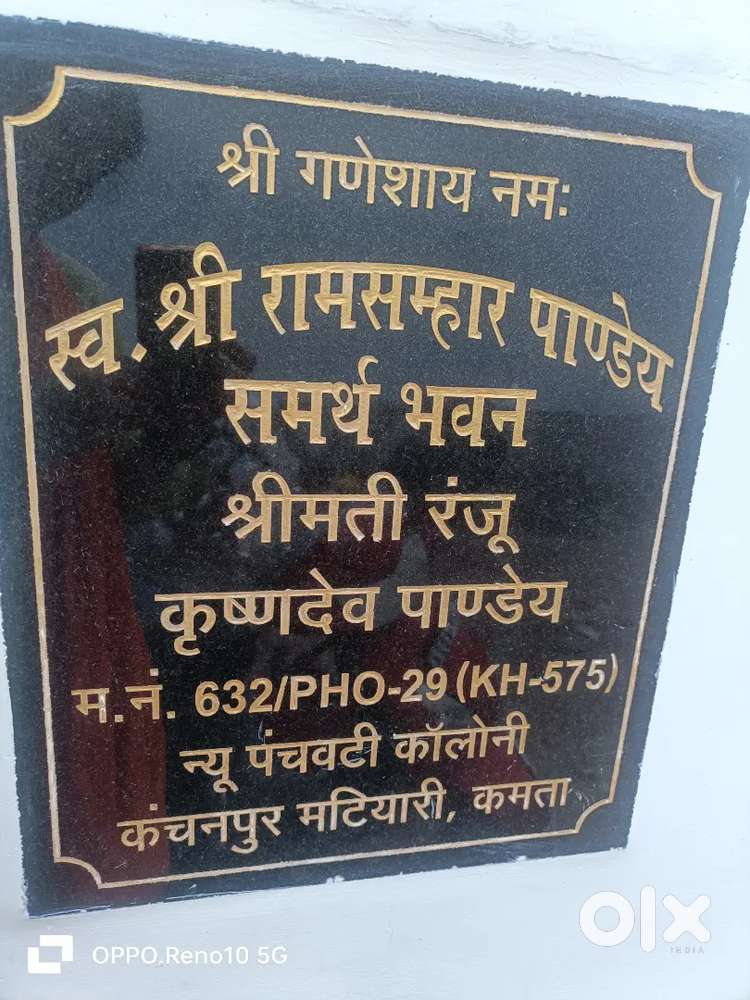 श्री गणेशाय नमः
स्व. श्री रामसम्हार पाण्डेय
समर्थ भवन
श्रीमती रंजू
कृष्णदेव पाण्डेय
म.नं. 632/PHO-29 (KH-575)
न्यू पंचवटी कॉलोनी
कंचनपुर मटियारी, कमता
olx
INDIA
OPPO Reno10 5G